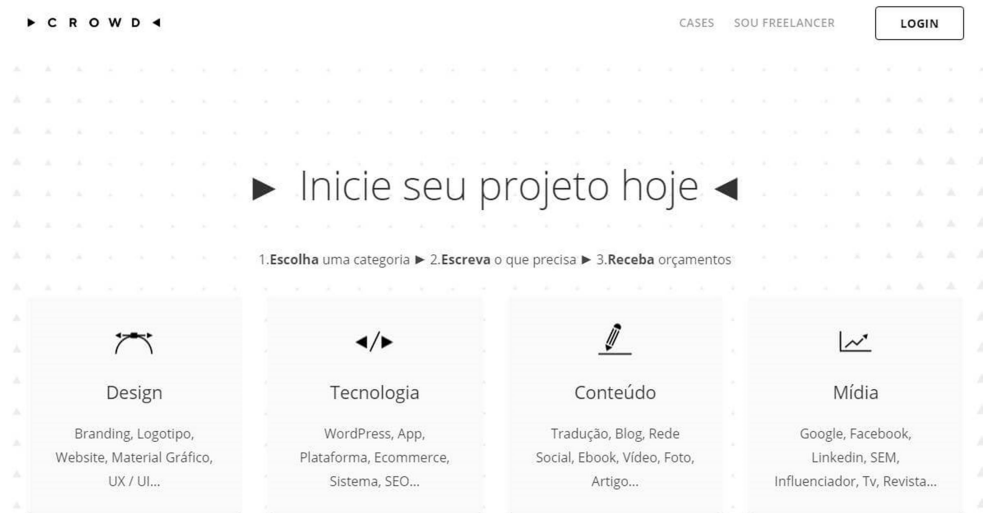 CROWD
CASES SOU FREELANCER LOGIN
Inicie seu projeto hoje
1.Escolha uma categoria ► 2.Escreva o que precisa ► 3.Receba orçamentos
Design
Branding, Logotipo,
Website, Material Gráfico,
UX / UI...
Tecnologia
WordPress, App,
Plataforma, Ecommerce,
Sistema, SEO...
Conteúdo
Tradução, Blog, Rede
Social, Ebook, Vídeo, Foto,
Artigo...
Mídia
Google, Facebook,
Linkedin, SEM,
Influenciador, Tv, Revista...